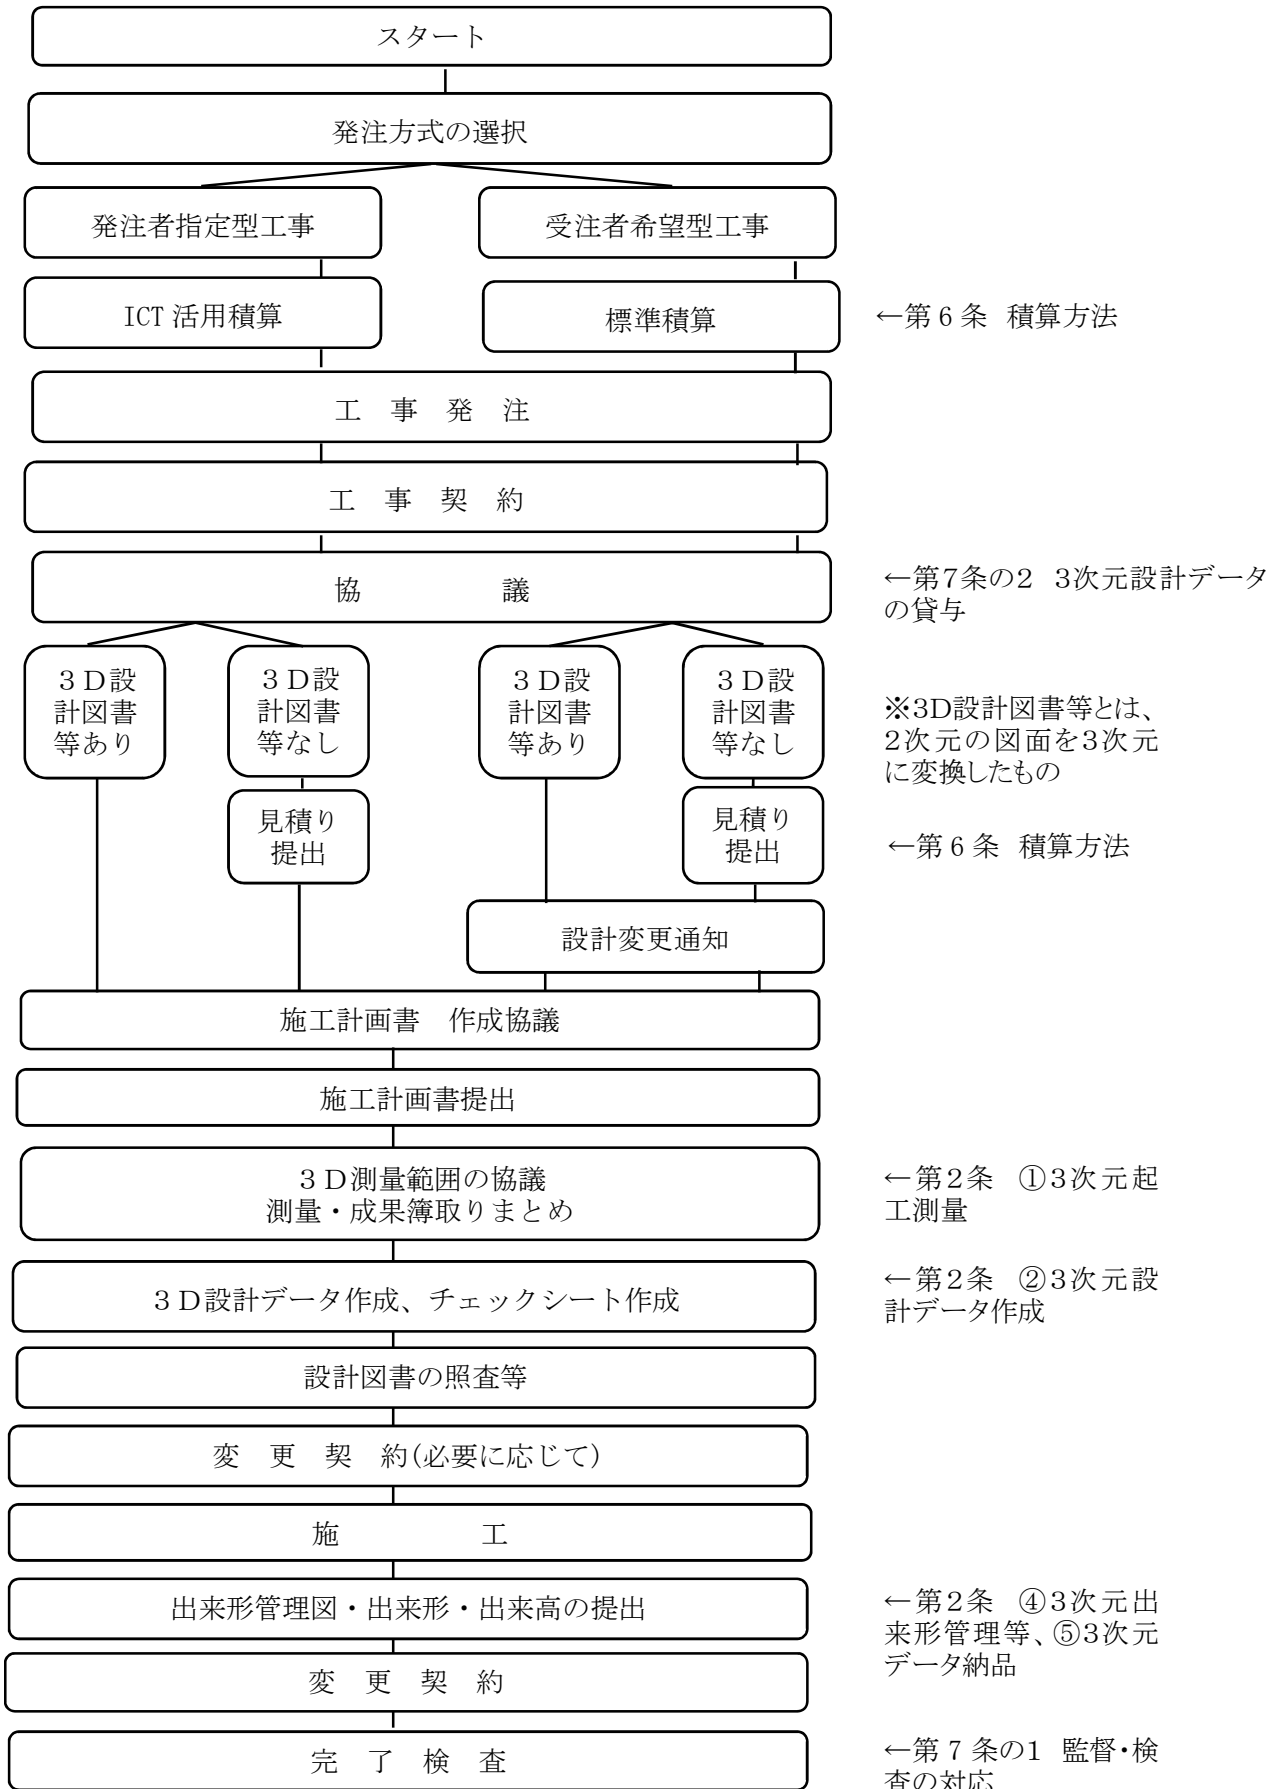 スタート
発注方式の選択
発注者指定型工事
受注者希望型工事
ICT 活用積算
標準積算
←第 6 条 積算方法
工 事 発 注
工 事 契 約
協 議
←第7条の2 3次元設計データ
の貸与
3D設
計図書
等あり
3D設
計図書
等なし
3D設
計図書
等あり
3D設
計図書
等なし
※3D設計図書等とは、
2次元の図面を3次元
に変換したもの
見積り
提出
見積り
提出
←第 6 条 積算方法
設計変更通知
施工計画書 作成協議
施工計画書提出
3D測量範囲の協議
測量・成果簿取りまとめ
←第2条 ①3次元起
工測量
3D設計データ作成、チェックシート作成
←第2条 ②3次元設
計データ作成
設計図書の照査等
変 更 契 約(必要に応じて)
施 工
出来形管理図・出来形・出来高の提出
←第2条 ④3次元出
来形管理等、⑤3次元
データ納品
変 更 契 約
完 了 検 査
←第 7 条の1 監督・検
査の対応